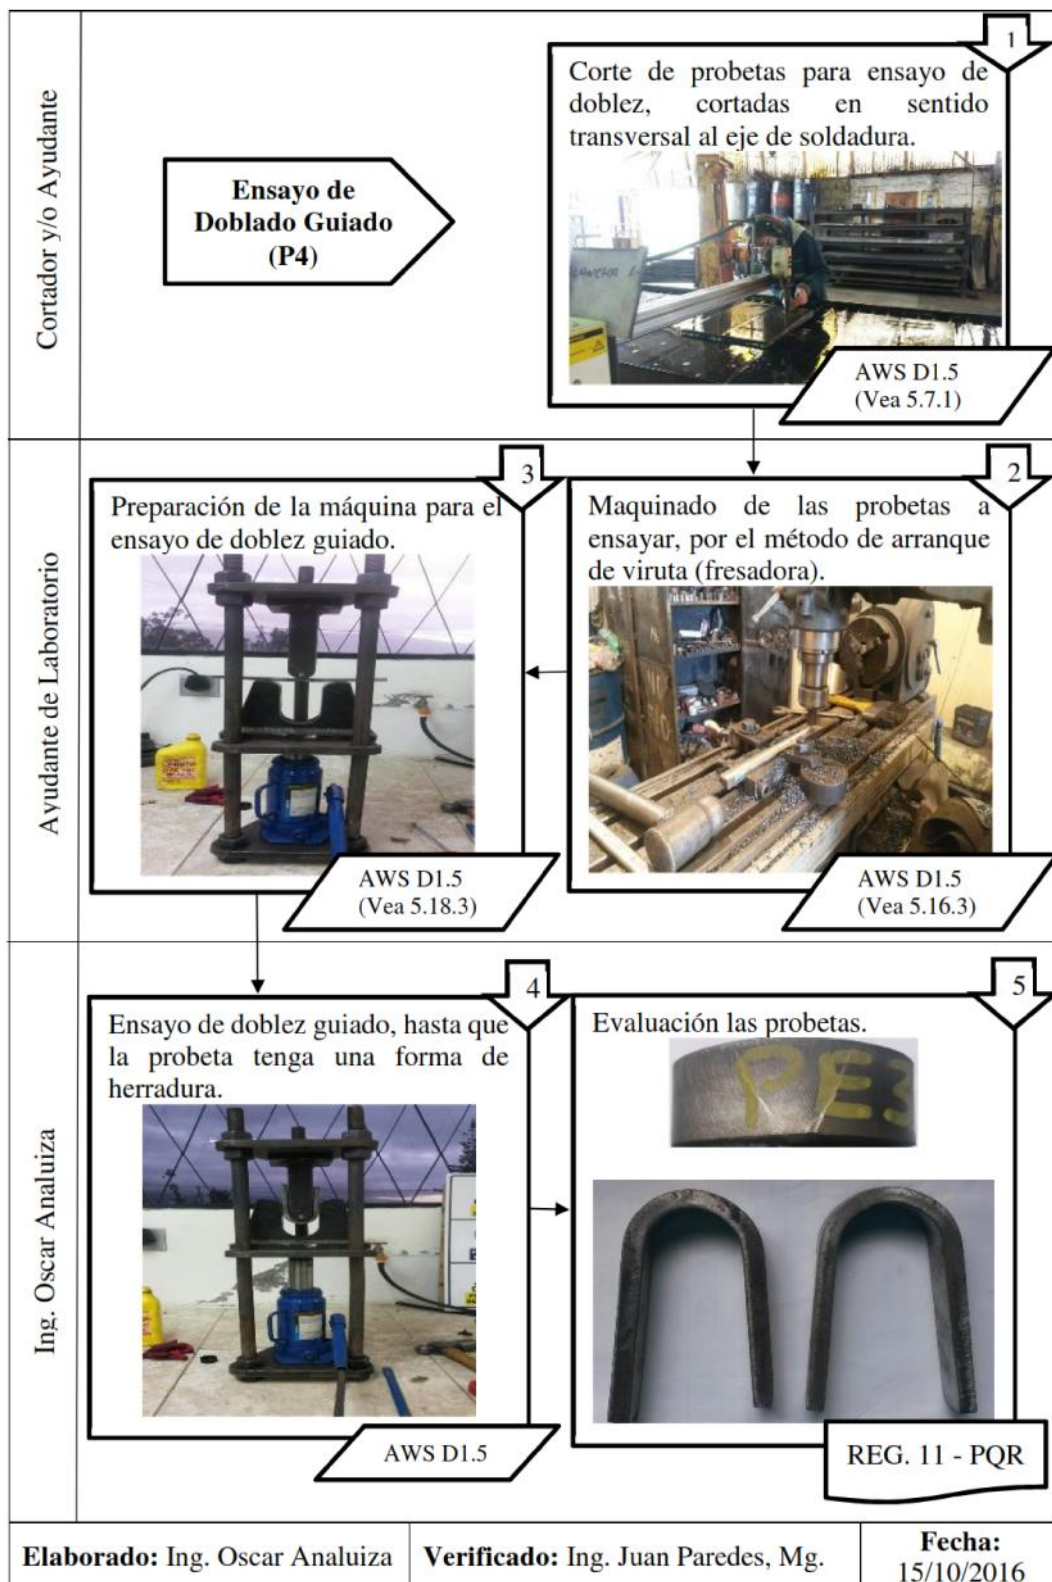 Cortador y/o Ayudante
Ensayo de
Doblado Guiado
(P4)
1
Corte de probetas para ensayo de
doblez, cortadas en sentido
transversal al eje de soldadura.
AWS D1.5
(Vea 5.7.1)
Ayudante de Laboratorio
3
Preparación de la máquina para el
ensayo de doblez guiado.
AWS D1.5
(Vea 5.18.3)
2
Maquinado de las probetas a
ensayar, por el método de arranque
de viruta (fresadora).
AWS D1.5
(Vea 5.16.3)
Ing. Oscar Analuiza
4
Ensayo de doblez guiado, hasta que
la probeta tenga una forma de
herradura.
AWS D1.5
5
Evaluación las probetas.
PE3
REG. 11 - PQR
Elaborado: Ing. Oscar Analuiza
Verificado: Ing. Juan Paredes, Mg.
Fecha:
15/10/2016